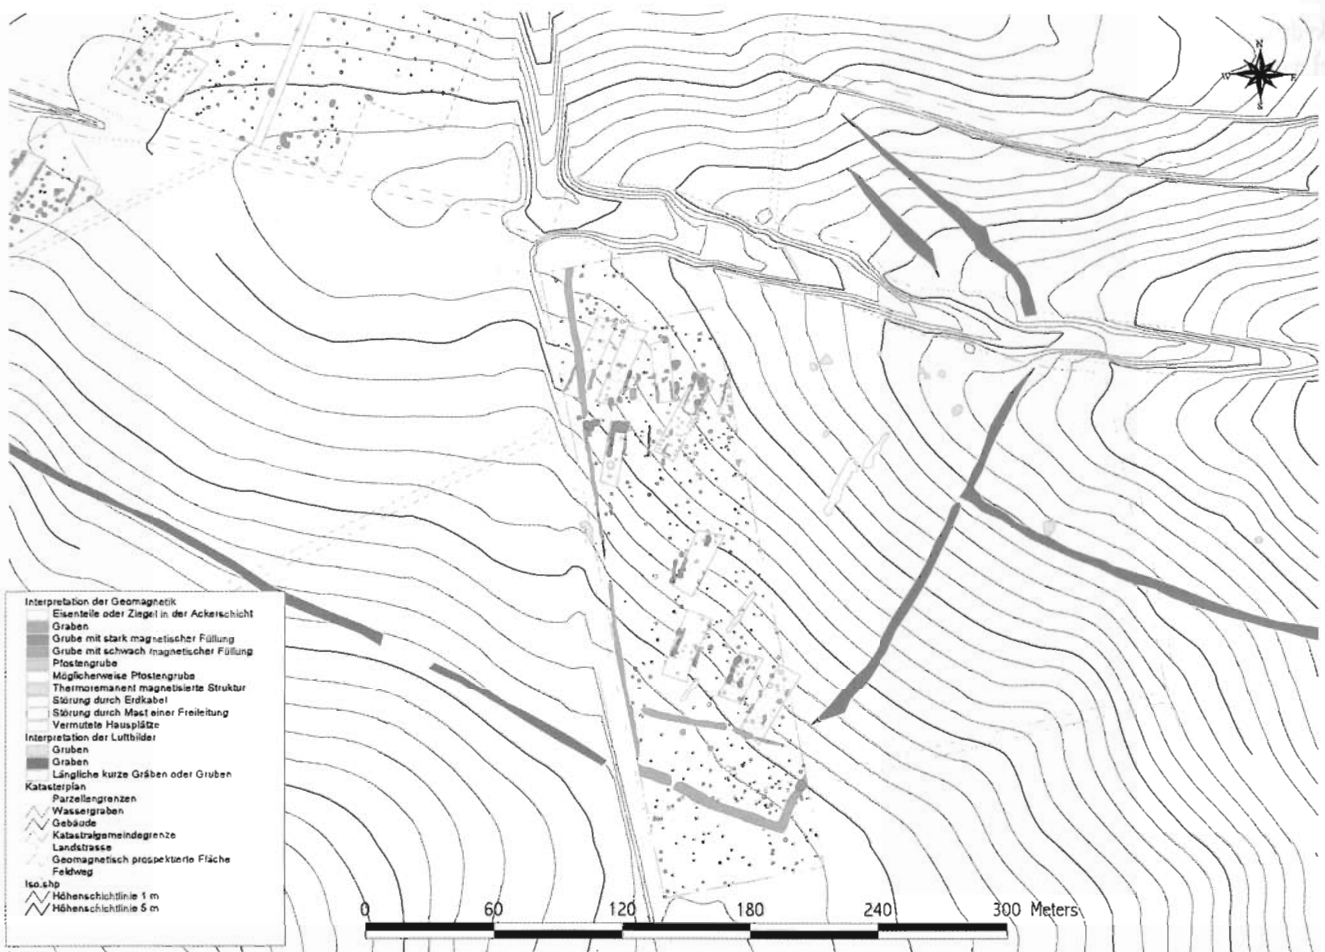 N
W E
S
Interpretation der Geomagnetik
Eisenteile oder Ziegel in der Ackerschicht
Graben
Grube mit stark magnetischer Füllung
Grube mit schwach magnetischer Füllung
Pfostengrube
Möglicherweise Pfostengrube
Thermoremanent magnetisierte Struktur
Störung durch Erdkabel
Störung durch Mast einer Freileitung
Vermutete Hausplätze
Interpretation der Luftbilder
Gruben
Graben
Längliche kurze Gräben oder Gruben
Katasterplan
Parzellengrenzen
Wassergraben
Gebäude
Katastralgemeindegrenze
Landstrasse
Geomagnetisch prospektierte Fläche
Feldweg
Iso.shp
Höhenschichtlinie 1 m
Höhenschichtlinie 5 m
0 60 120 180 240 300 Meters